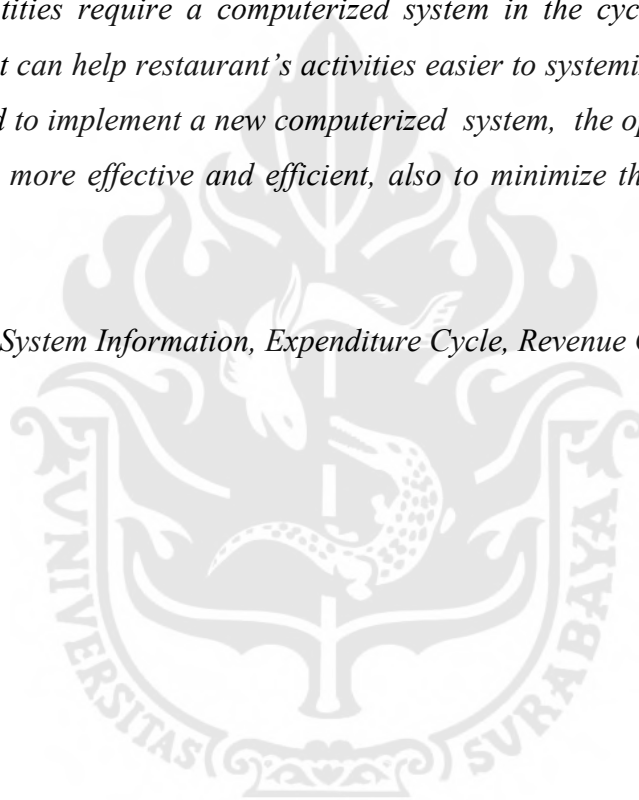 tities require a computerized system in the cyc
t can help restaurant's activities easier to systemi
d to implement a new computerized system, the op
more effective and efficient, also to minimize th
System Information, Expenditure Cycle, Revenue
UNIVERSITAS SURABAYA